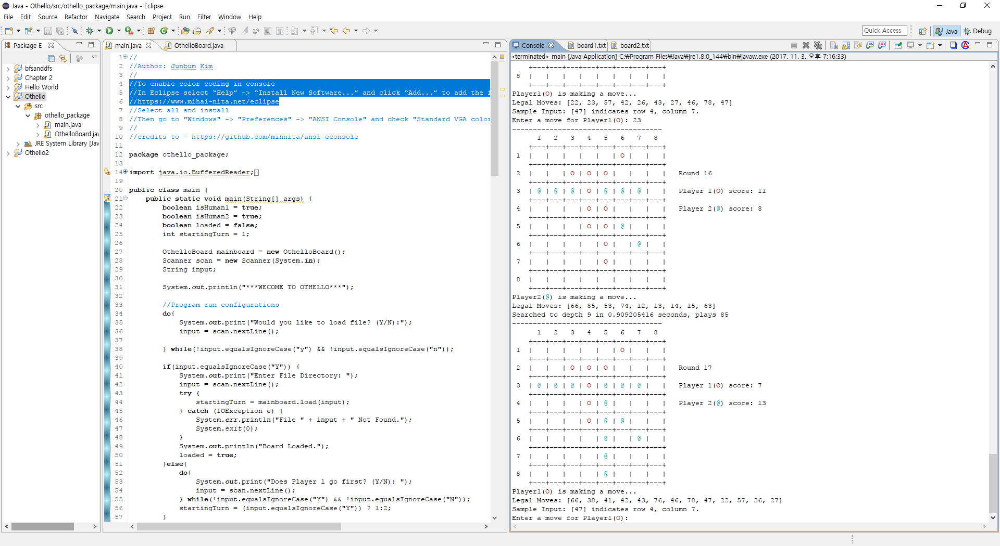 Java - Othello/src/othello_package/main.java - Eclipse
File Edit Source Refactor Navigate Search Project Run Filter Window Help
Quick Access Java Debug
Package E
bfsanddfs
Chapter 2
Hello World
Othello
src
othello_package
main.java
OthelloBoard.jav
JRE System Library [Jav
Othello2
main.java OthelloBoard.java
1 //
2 //Author: Junbum Kim
3 //
4 //To enable color coding in console
5 //In Eclipse select “Help” -> “Install New Software...” and click “Add...” to add the f
6 //https://www.mihai-nita.net/eclipse
7 //Select all and install
8 //Then go to "Windows" -> "Preferences" -> "ANSI Console" and check "Standard VGA color
9 //
10 //credits to - https://github.com/mihnita/ansi-econsole
11
12 package othello_package;
13
14 import java.io.BufferedReader;
19
20 public class main {
21 public static void main(String[] args) {
22 boolean isHuman1 = true;
23 boolean isHuman2 = true;
24 boolean loaded = false;
25 int startingTurn = 1;
26
27 OthelloBoard mainboard = new OthelloBoard();
28 Scanner scan = new Scanner(System.in);
29 String input;
30
31 System.out.println("***WECOME TO OTHELLO***");
32
33 //Program run configurations
34 do{
35 System.out.print("Would you like to load file? (Y/N):");
36 input = scan.nextLine();
37
38 } while(!input.equalsIgnoreCase("y") && !input.equalsIgnoreCase("n"));
39
40 if(input.equalsIgnoreCase("Y")) {
41 System.out.print("Enter File Directory: ");
42 input = scan.nextLine();
43 try {
44 startingTurn = mainboard.load(input);
45 } catch (IOException e) {
46 System.err.println("File " + input + " Not Found.");
47 System.exit(0);
48 }
49 System.out.println("Board Loaded.");
50 loaded = true;
51 }else{
52 do{
53 System.out.print("Does Player 1 go first? (Y/N): ");
54 input = scan.nextLine();
55 } while(!input.equalsIgnoreCase("Y") && !input.equalsIgnoreCase("N"));
56 startingTurn = (input.equalsIgnoreCase("Y")) ? 1:2;
57 }
Console board1.txt board2.txt
<terminated> main [Java Application] C:₩Program Files₩Java₩jre1.8.0_144₩bin₩javaw.exe (2017. 11. 3. 오후 7:16:33)
+---+---+---+---+---+---+---+---+
8 | | | | | | | | |
+---+---+---+---+---+---+---+---+
Player1(O) is making a move...
Legal Moves: [22, 23, 57, 42, 26, 43, 27, 46, 78, 47]
Sample Input: [47] indicates row 4, column 7.
Enter a move for Player1(O): 23
------------------------------------
1 2 3 4 5 6 7 8
+---+---+---+---+---+---+---+---+
1 | | | | | | O | | |
+---+---+---+---+---+---+---+---+
2 | | | O | O | O | | | | Round 16
+---+---+---+---+---+---+---+---+
3 | @ | @ | @ | O | @ | @ | @ | | Player 1(O) score: 11
+---+---+---+---+---+---+---+---+
4 | | | | O | O | | | | Player 2(@) score: 8
+---+---+---+---+---+---+---+---+
5 | | | | O | O | @ | | |
+---+---+---+---+---+---+---+---+
6 | | | | | O | | @ | |
+---+---+---+---+---+---+---+---+
7 | | | | | O | | | |
+---+---+---+---+---+---+---+---+
8 | | | | | | | | |
+---+---+---+---+---+---+---+---+
Player2(@) is making a move...
Legal Moves: [66, 85, 53, 74, 12, 13, 14, 15, 63]
Searched to depth 9 in 0.909205416 seconds, plays 85
------------------------------------
1 2 3 4 5 6 7 8
+---+---+---+---+---+---+---+---+
1 | | | | | | O | | |
+---+---+---+---+---+---+---+---+
2 | | | O | O | O | | | | Round 17
+---+---+---+---+---+---+---+---+
3 | @ | @ | @ | O | @ | @ | @ | | Player 1(O) score: 7
+---+---+---+---+---+---+---+---+
4 | | | | O | @ | | | | Player 2(@) score: 13
+---+---+---+---+---+---+---+---+
5 | | | | O | @ | @ | | |
+---+---+---+---+---+---+---+---+
6 | | | | | @ | | @ | |
+---+---+---+---+---+---+---+---+
7 | | | | | @ | | | |
+---+---+---+---+---+---+---+---+
8 | | | | | @ | | | |
+---+---+---+---+---+---+---+---+
Player1(O) is making a move...
Legal Moves: [66, 38, 41, 42, 43, 76, 46, 78, 47, 22, 57, 26, 27]
Sample Input: [47] indicates row 4, column 7.
Enter a move for Player1(O):